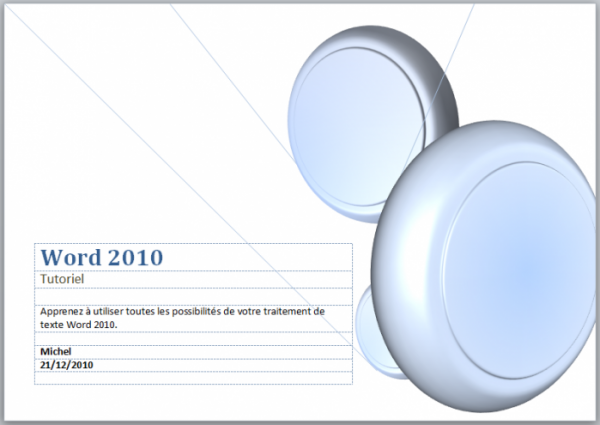 Word 2010
Tutoriel
Apprenez à utiliser toutes les possibilités de votre traitement de
texte Word 2010.
Michel
21/12/2010